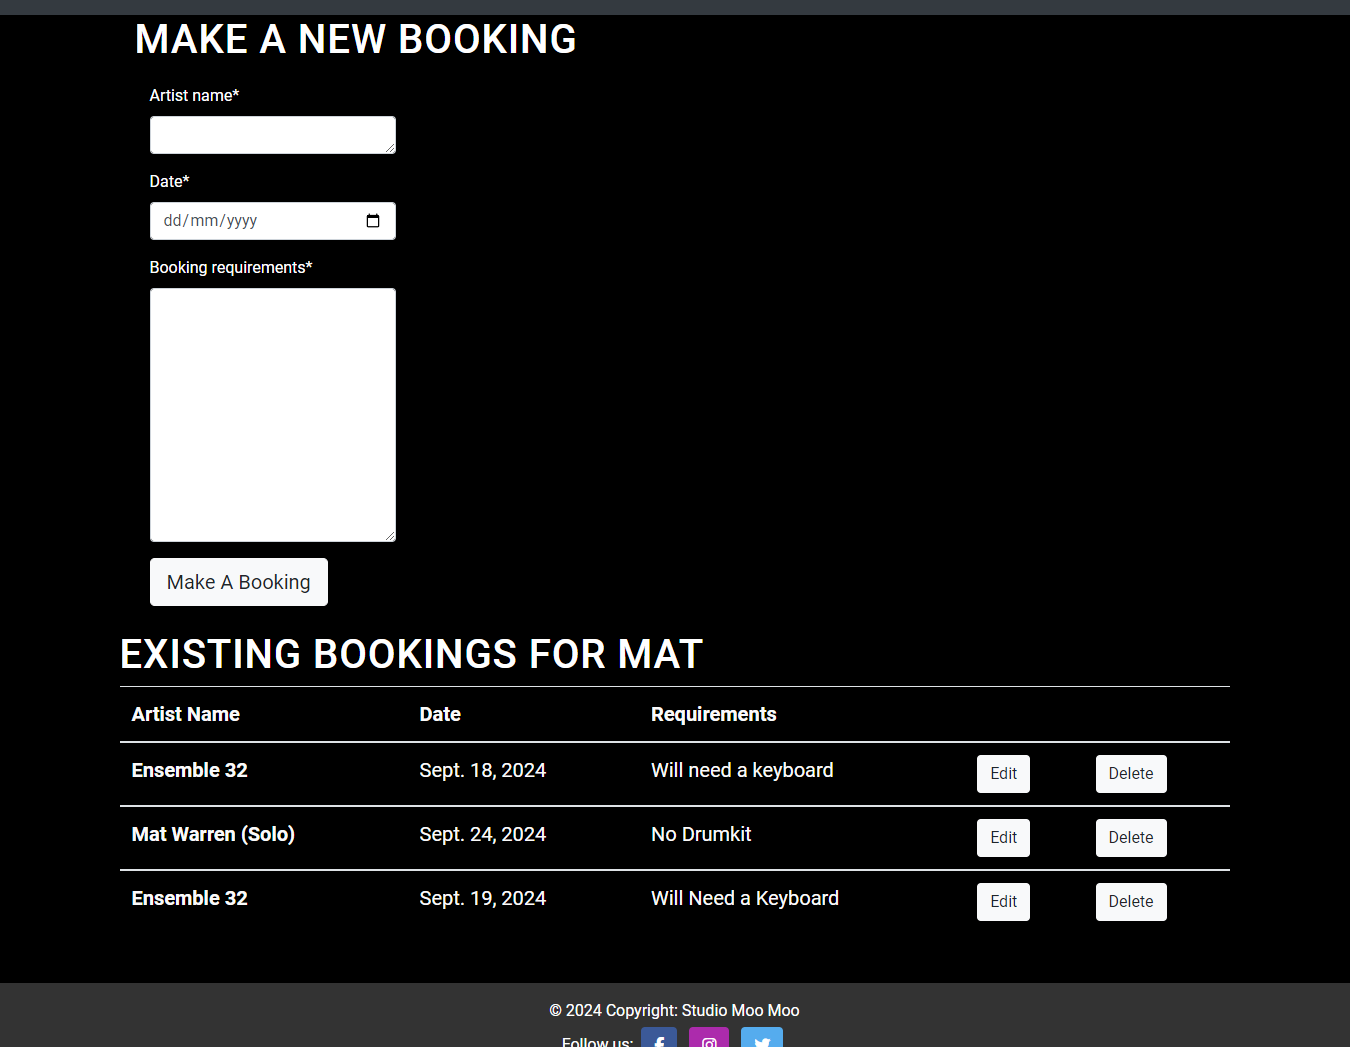 MAKE A NEW BOOKING
Artist name*
Date*
dd/mm/yyyy
Booking requirements*
Make A Booking
EXISTING BOOKINGS FOR MAT
Artist Name Date Requirements
Ensemble 32 Sept. 18, 2024 Will need a keyboard Edit Delete
Mat Warren (Solo) Sept. 24, 2024 No Drumkit Edit Delete
Ensemble 32 Sept. 19, 2024 Will Need a Keyboard Edit Delete
© 2024 Copyright: Studio Moo Moo
Follow us: